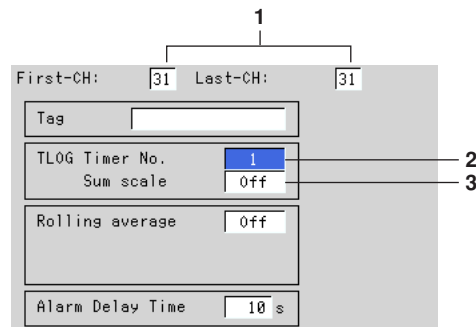 1
First-CH: 31 Last-CH: 31
Tag
TLOG Timer No. 1 2
Sum scale Off 3
Rolling average Off
Alarm Delay Time 10 s